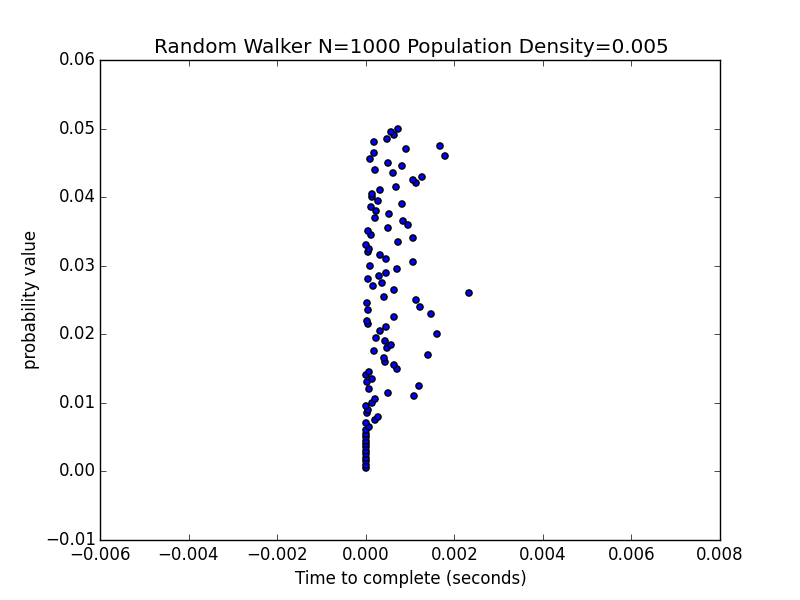 Random Walker N=1000 Population Density=0.005
0.06
0.05
0.04
0.03
0.02
0.01
0.00
−0.01
probability value
−0.006 −0.004 −0.002 0.000 0.002 0.004 0.006 0.008
Time to complete (seconds)